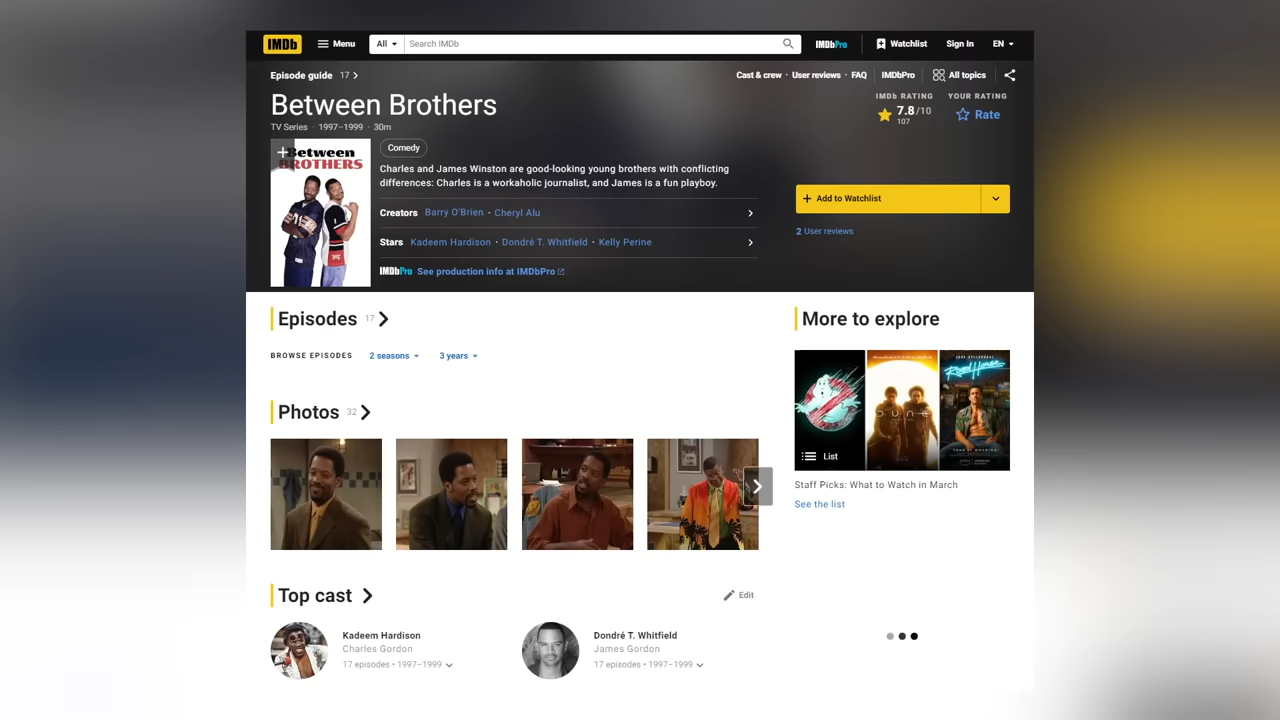 IMDb
Menu
All
Search IMDb
IMDbPro
Watchlist
Sign In
EN
Episode guide 17
Cast & crew · User reviews · FAQ
IMDbPro
All topics
Between Brothers
TV Series · 1997–1999 · 30m
IMDb RATING
7.8/10
107
YOUR RATING
Rate
Between
BROTHERS
Comedy
Charles and James Winston are good-looking young brothers with conflicting
differences: Charles is a workaholic journalist, and James is a fun playboy.
Creators Barry O'Brien · Cheryl Alu
Stars Kadeem Hardison · Dondré T. Whitfield · Kelly Perine
IMDbPro See production info at IMDbPro
+ Add to Watchlist
2 User reviews
Episodes 17
BROWSE EPISODES 2 seasons 3 years
Photos 32
Top cast
Edit
Kadeem Hardison
Charles Gordon
17 episodes • 1997–1999
Dondré T. Whitfield
James Gordon
17 episodes • 1997–1999
More to explore
DUNE
JAKE GYLLENHAAL
Road House
List
Staff Picks: What to Watch in March
See the list